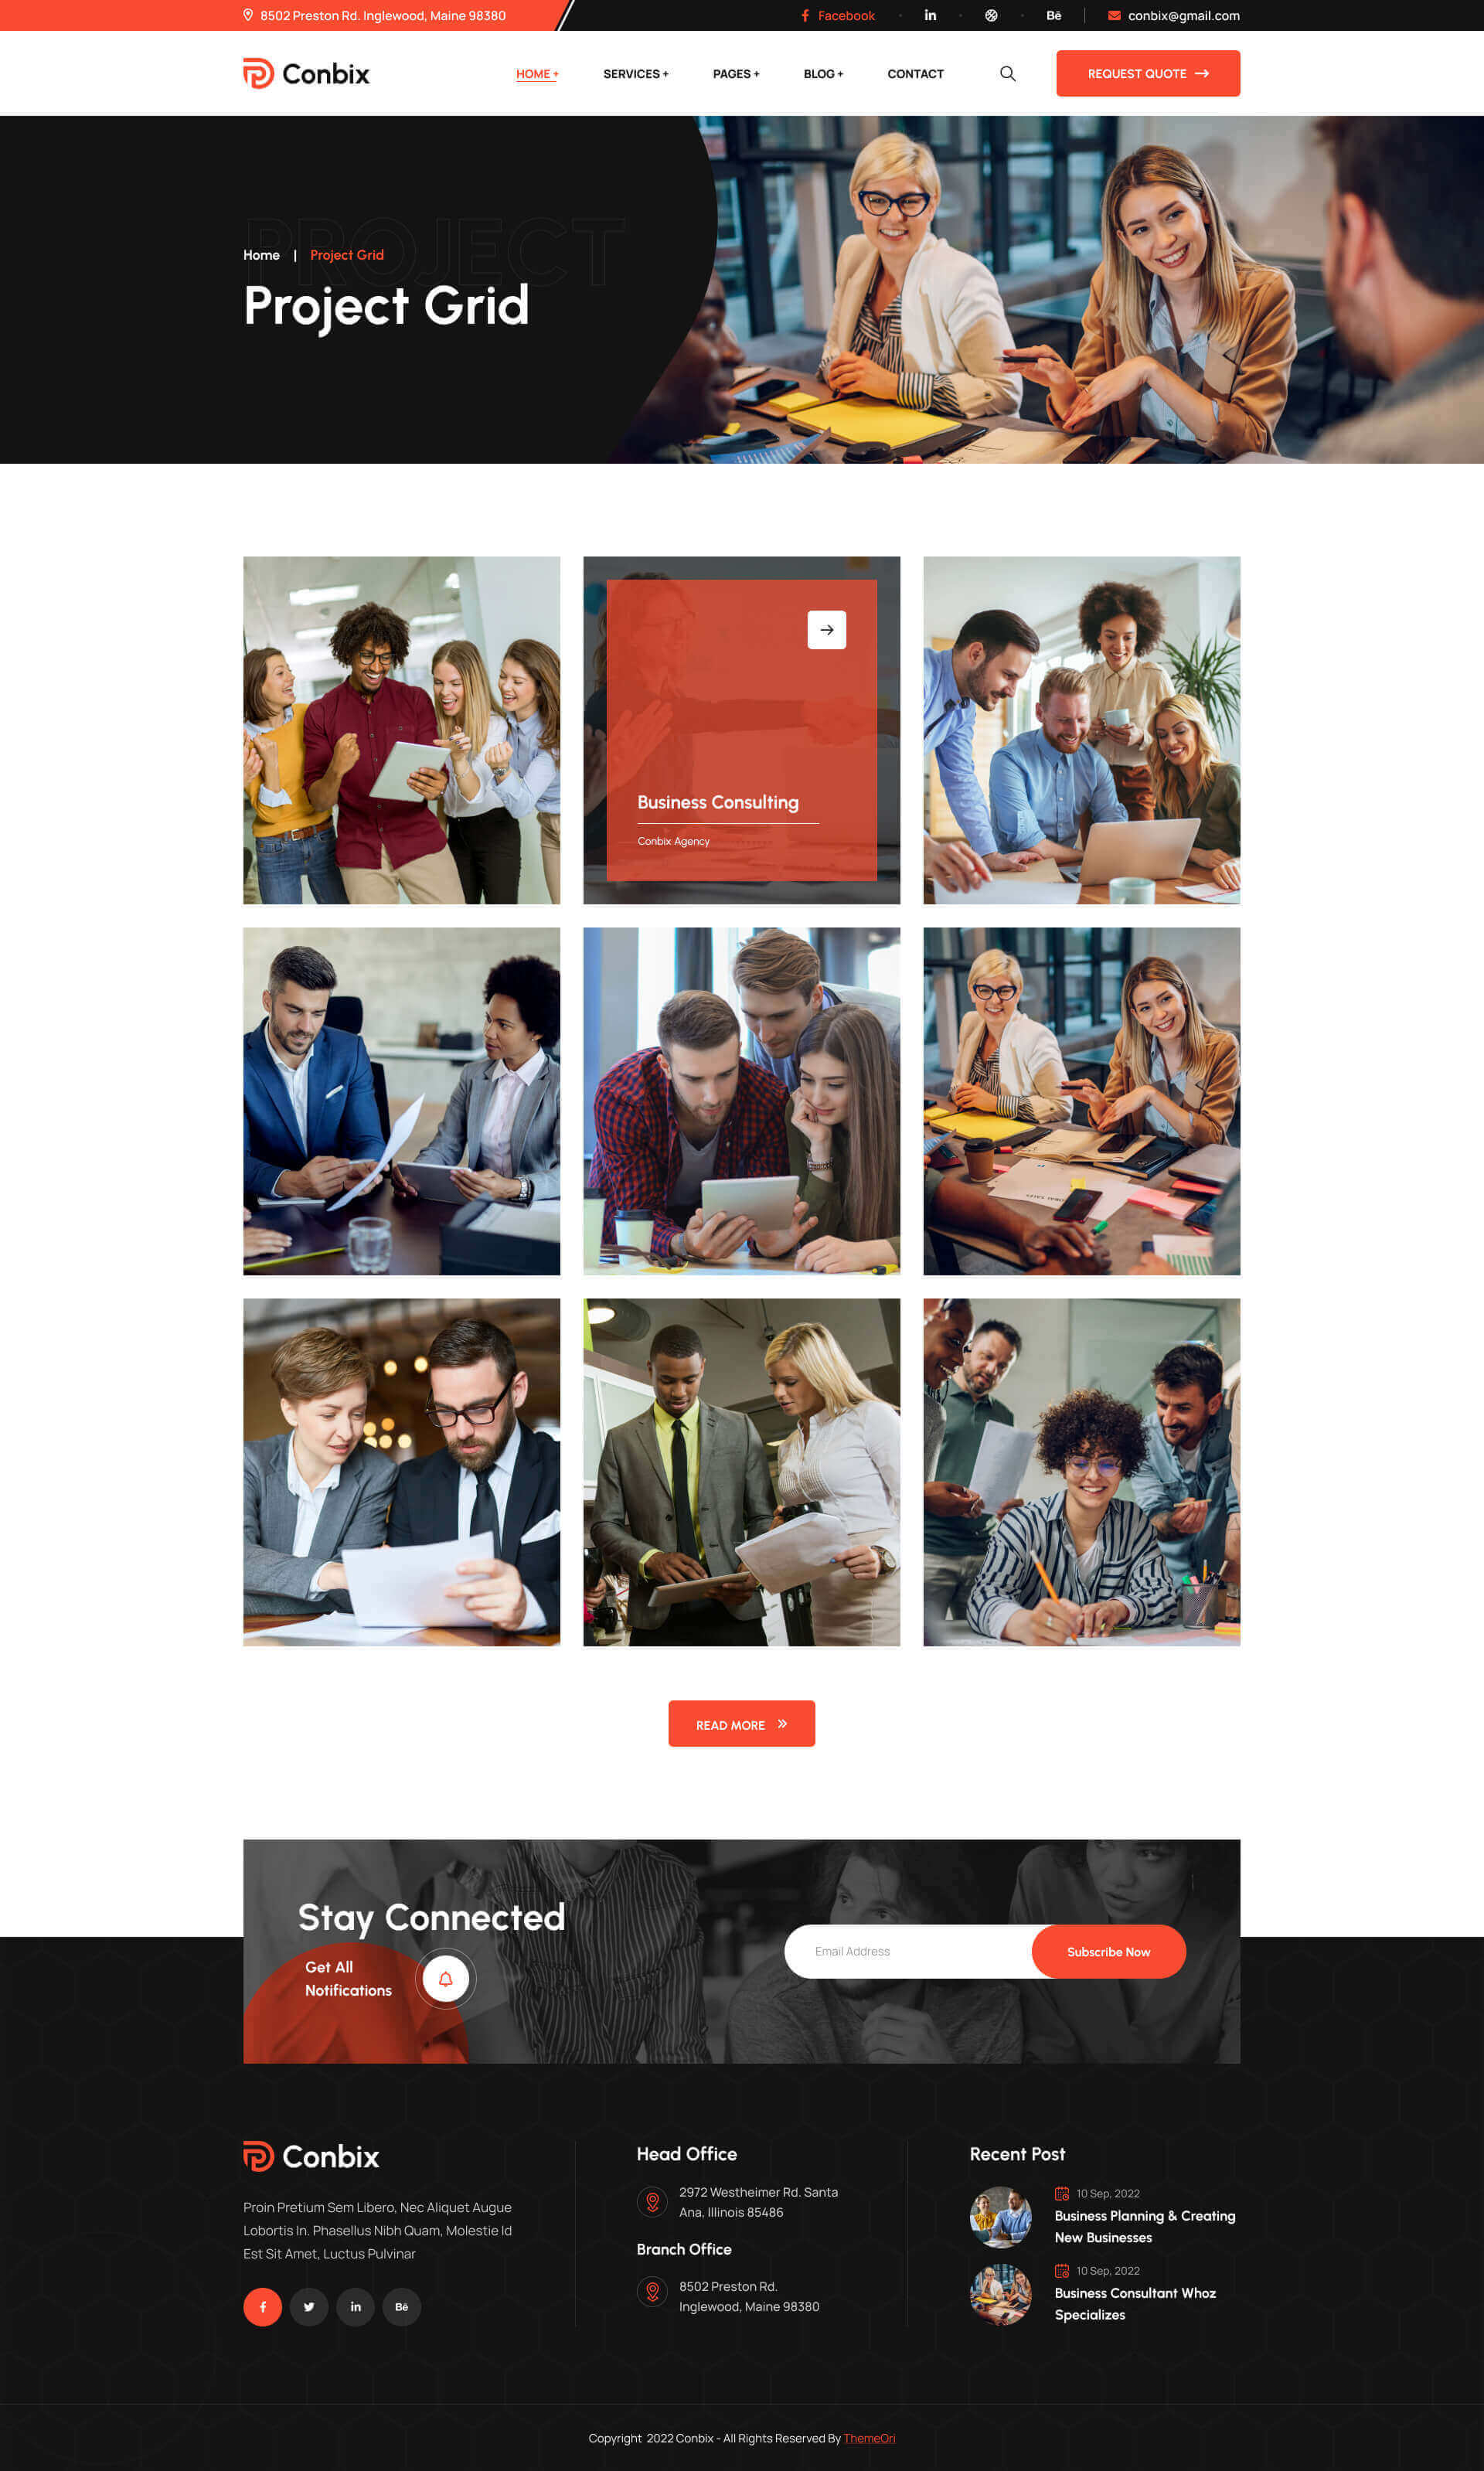 8502 Preston Rd. Inglewood, Maine 98380
Facebook
in
Bē
conbix@gmail.com
Conbix
HOME +
SERVICES +
PAGES +
BLOG +
CONTACT
REQUEST QUOTE
PROJECT
Home | Project Grid
Project Grid
Business Consulting
Conbix Agency
READ MORE
Stay Connected
Get All
Notifications
Email Address
Subscribe Now
Conbix
Proin Pretium Sem Libero, Nec Aliquet Augue
Lobortis In. Phasellus Nibh Quam, Molestie Id
Est Sit Amet, Luctus Pulvinar
in
Bē
Head Office
2972 Westheimer Rd. Santa
Ana, Illinois 85486
Branch Office
8502 Preston Rd.
Inglewood, Maine 98380
Recent Post
10 Sep, 2022
Business Planning & Creating
New Businesses
10 Sep, 2022
Business Consultant Whoz
Specializes
Copyright 2022 Conbix - All Rights Reserved By ThemeOri